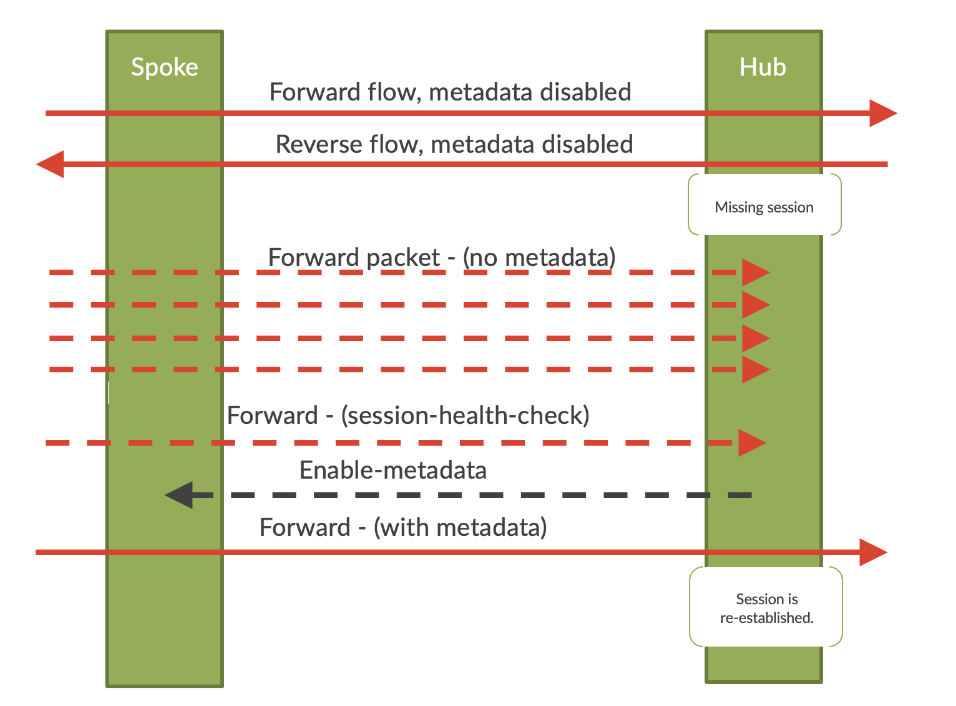 Spoke
Hub
Forward flow, metadata disabled
Reverse flow, metadata disabled
Missing session
Forward packet - (no metadata)
Forward - (session-health-check)
Enable-metadata
Forward - (with metadata)
Session is
re-established.